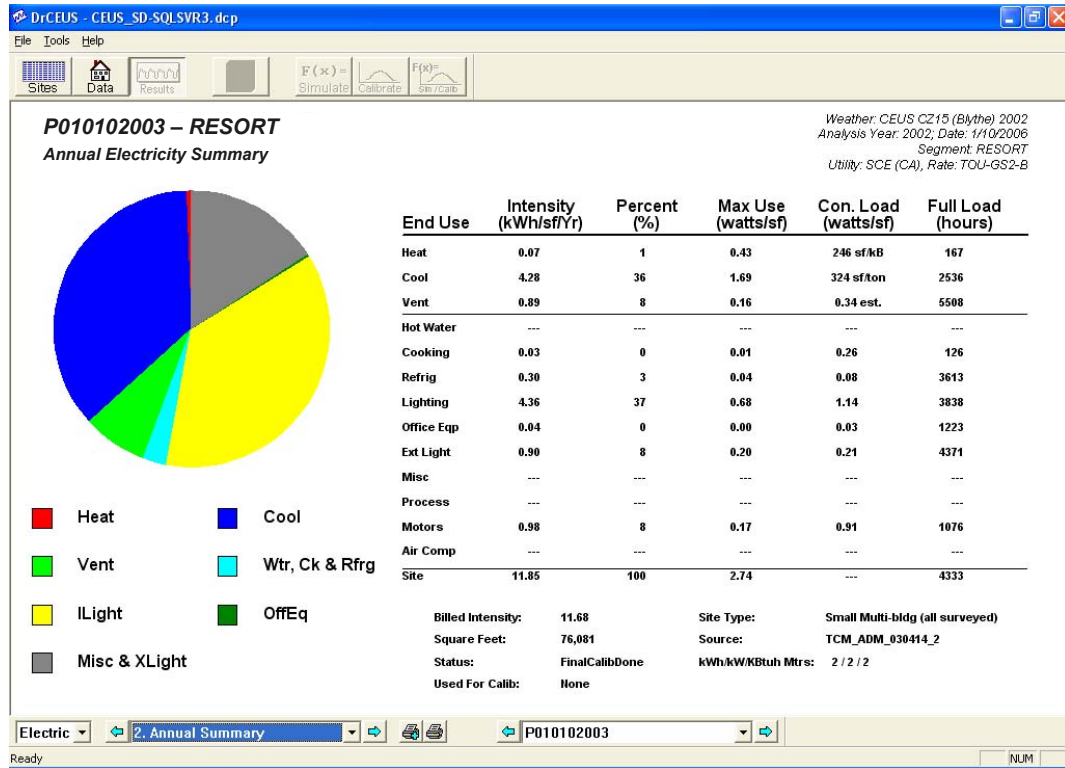 DrCEUS - CEUS_SD-SQLSVR3.dcp
File Tools Help
Sites Data Results F(x)= Simulate Calibrate F(x)= Sim /Calib
P010102003 – RESORT
Annual Electricity Summary
Weather: CEUS CZ15 (Blythe) 2002
Analysis Year: 2002; Date: 1/10/2006
Segment: RESORT
Utility: SCE (CA), Rate: TOU-GS2-B
End Use Intensity (kWh/sf/Yr) Percent (%) Max Use (watts/sf) Con. Load (watts/sf) Full Load (hours)
Heat 0.07 1 0.43 246 sf/kB 167
Cool 4.28 36 1.69 324 sf/ton 2536
Vent 0.89 8 0.16 0.34 est. 5508
Hot Water --- --- --- --- ---
Cooking 0.03 0 0.01 0.26 126
Refrig 0.30 3 0.04 0.08 3613
Lighting 4.36 37 0.68 1.14 3838
Office Eqp 0.04 0 0.00 0.03 1223
Ext Light 0.90 8 0.20 0.21 4371
Misc --- --- --- --- ---
Process --- --- --- --- ---
Motors 0.98 8 0.17 0.91 1076
Air Comp --- --- --- --- ---
Site 11.85 100 2.74 --- 4333
Heat Cool
Vent Wtr, Ck & Rfrg
ILight OffEq
Misc & XLight
Billed Intensity: 11.68 Site Type: Small Multi-bldg (all surveyed)
Square Feet: 76,081 Source: TCM_ADM_030414_2
Status: FinalCalibDone kWh/kW/KBtuh Mtrs: 2 / 2 / 2
Used For Calib: None
Electric 2. Annual Summary P010102003
Ready NUM